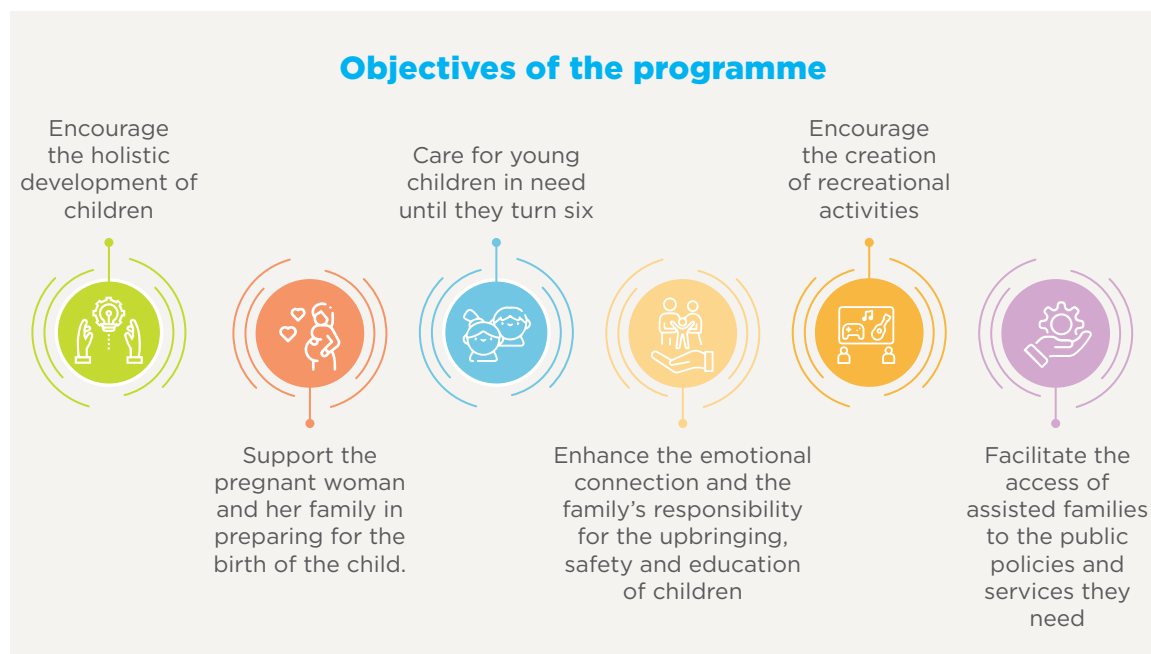 Objectives of the programme
Encourage
the holistic
development of
children
Support the
pregnant woman
and her family in
preparing for the
birth of the child.
Care for young
children in need
until they turn six
Enhance the emotional
connection and the
family’s responsibility
for the upbringing,
safety and education
of children
Encourage
the creation
of recreational
activities
Facilitate the
access of
assisted families
to the public
policies and
services they
need